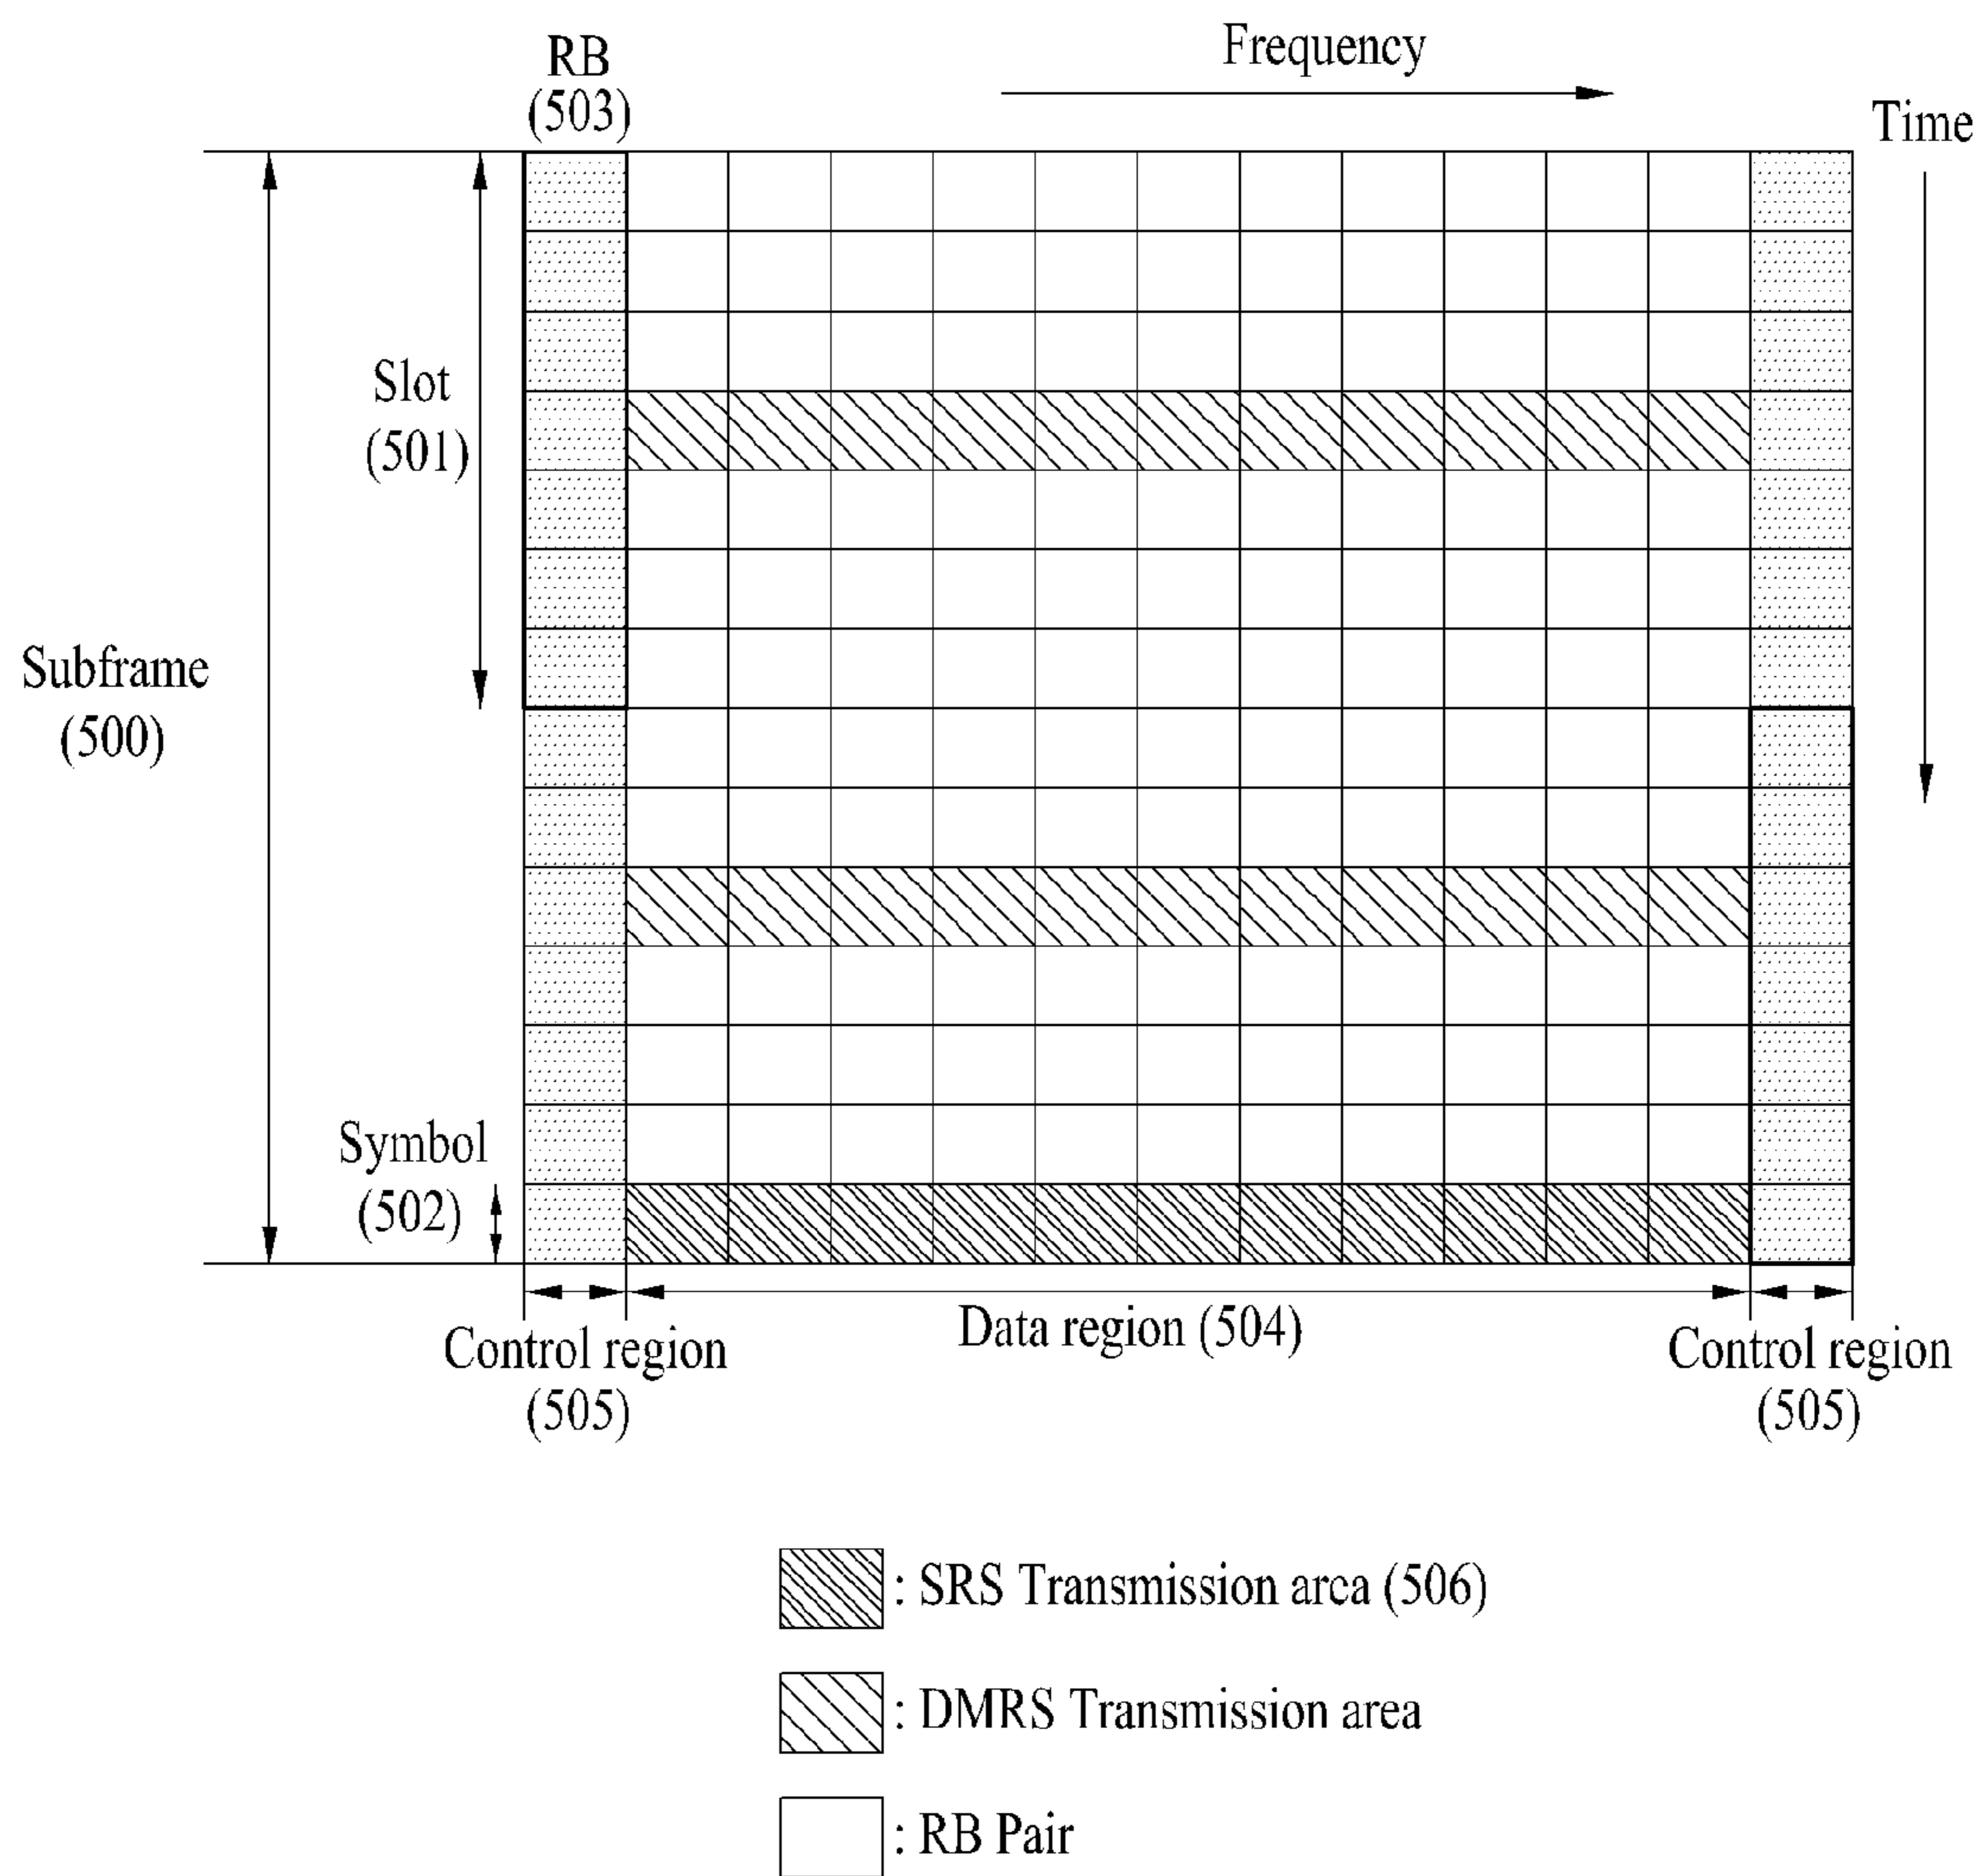 RB
(503)
Frequency
Time
Slot
(501)
Subframe
(500)
Symbol
(502)
Data region (504)
Control region
(505)
Control region
(505)
: SRS Transmission arca (506)
: DMRS Transmission area
: RB Pair